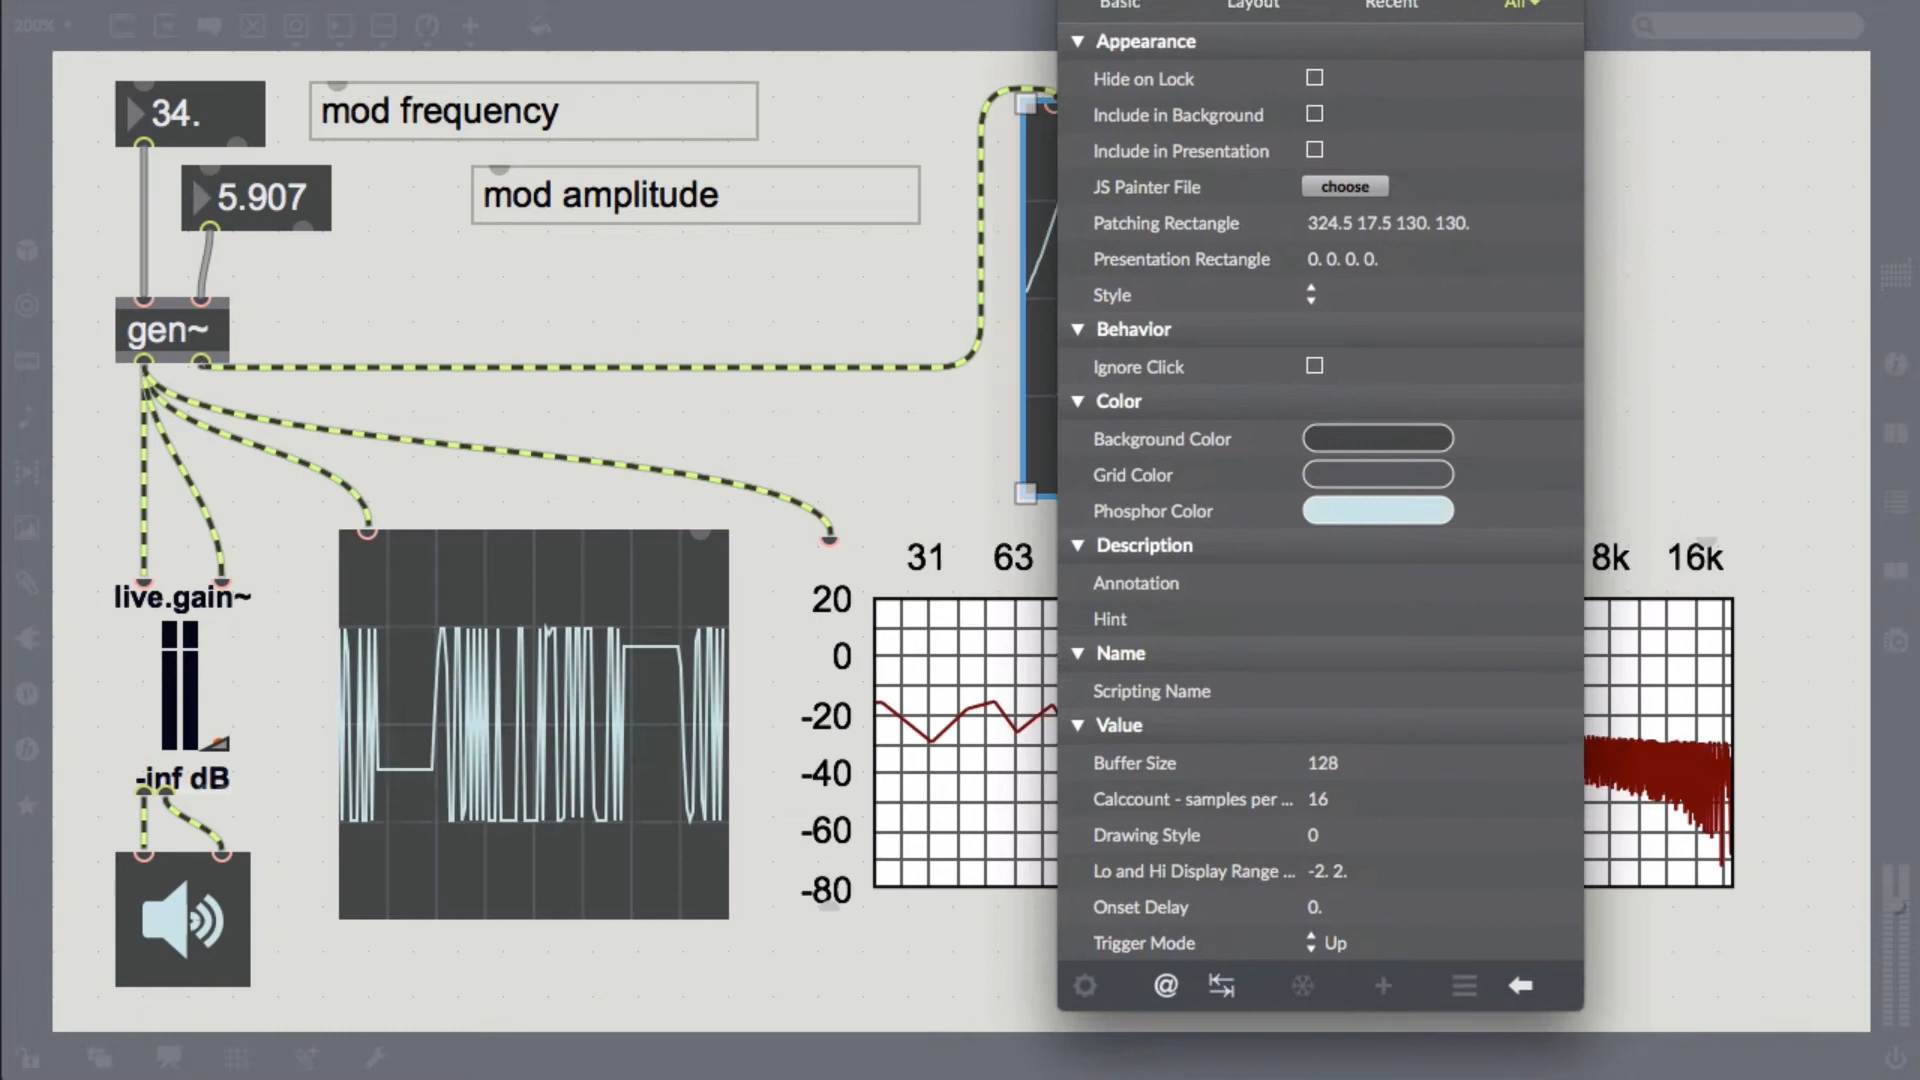 200%
Basic Layout Recent All
34.
mod frequency
5.907
mod amplitude
gen~
live.gain~
-inf dB
31 63
8k 16k
20
0
-20
-40
-60
-80
Appearance
Hide on Lock
Include in Background
Include in Presentation
JS Painter File choose
Patching Rectangle 324.5 17.5 130. 130.
Presentation Rectangle 0. 0. 0. 0.
Style
Behavior
Ignore Click
Color
Background Color
Grid Color
Phosphor Color
Description
Annotation
Hint
Name
Scripting Name
Value
Buffer Size 128
Calccount - samples per ... 16
Drawing Style 0
Lo and Hi Display Range ... -2. 2.
Onset Delay 0.
Trigger Mode Up